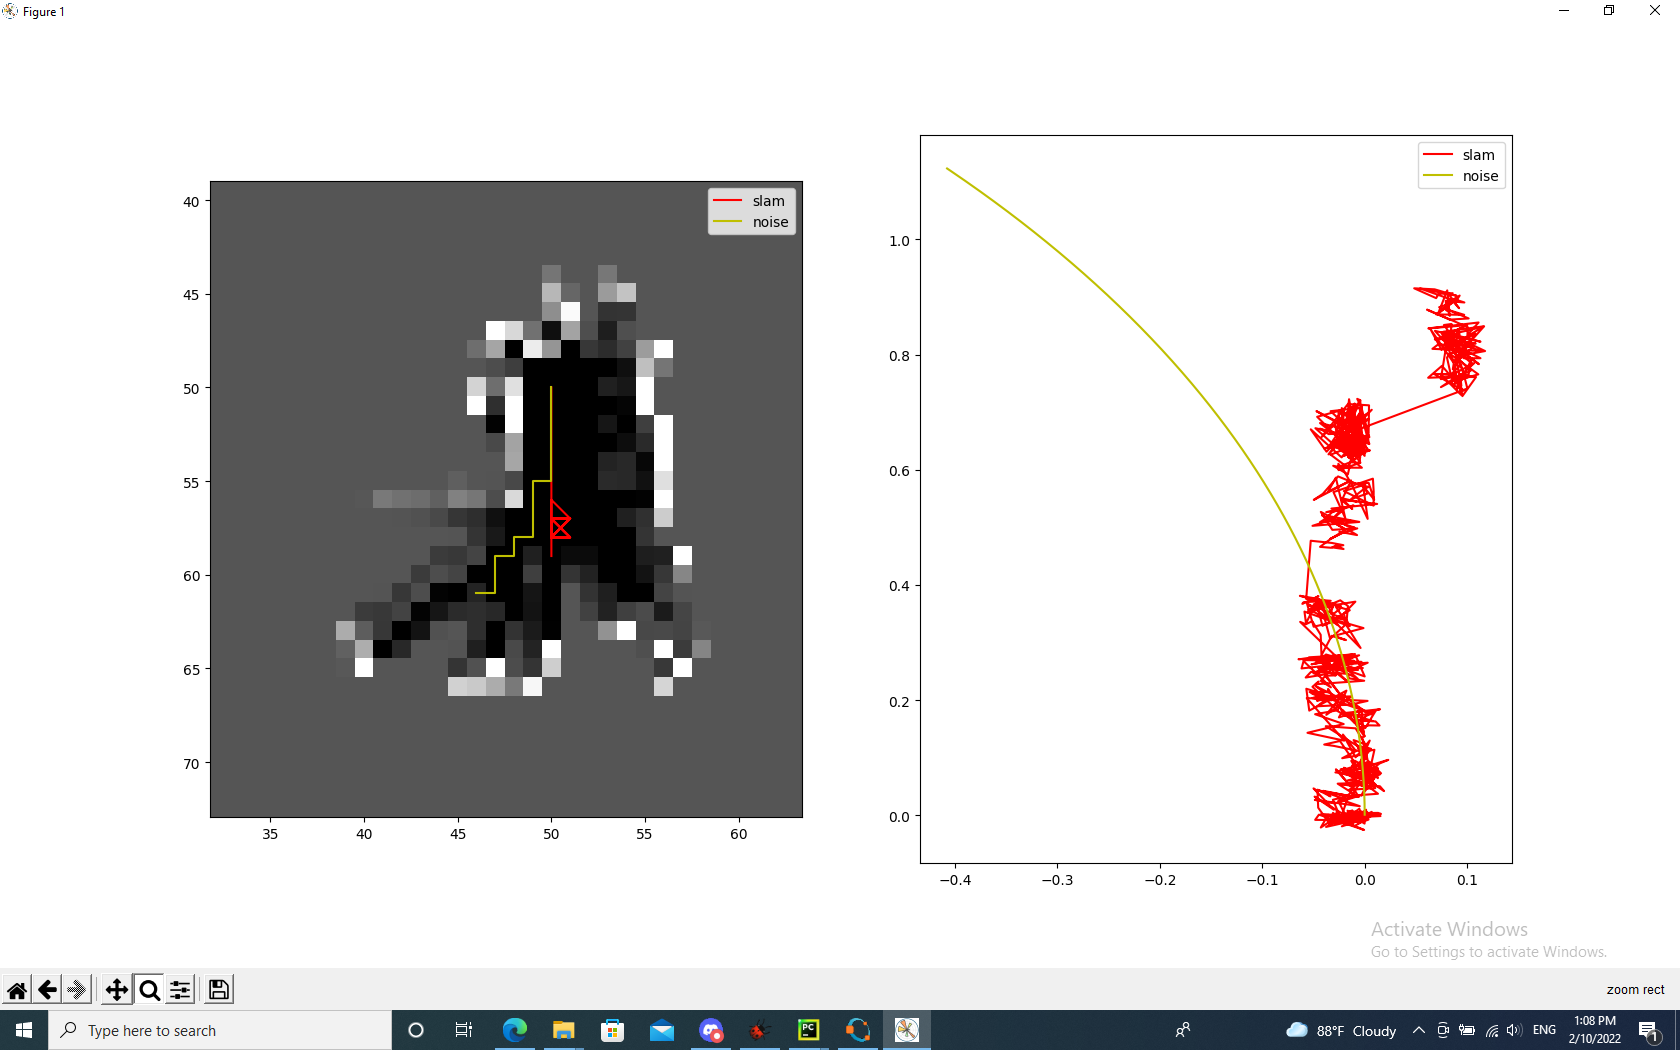 Figure 1
slam
noise
40
45
50
55
60
65
70
35
40
45
50
55
60
slam
noise
1.0
0.8
0.6
0.4
0.2
0.0
−0.4
−0.3
−0.2
−0.1
0.0
0.1
Activate Windows
Go to Settings to activate Windows.
zoom rect
Type here to search
PC
88°F Cloudy
ENG
1:08 PM
2/10/2022
1